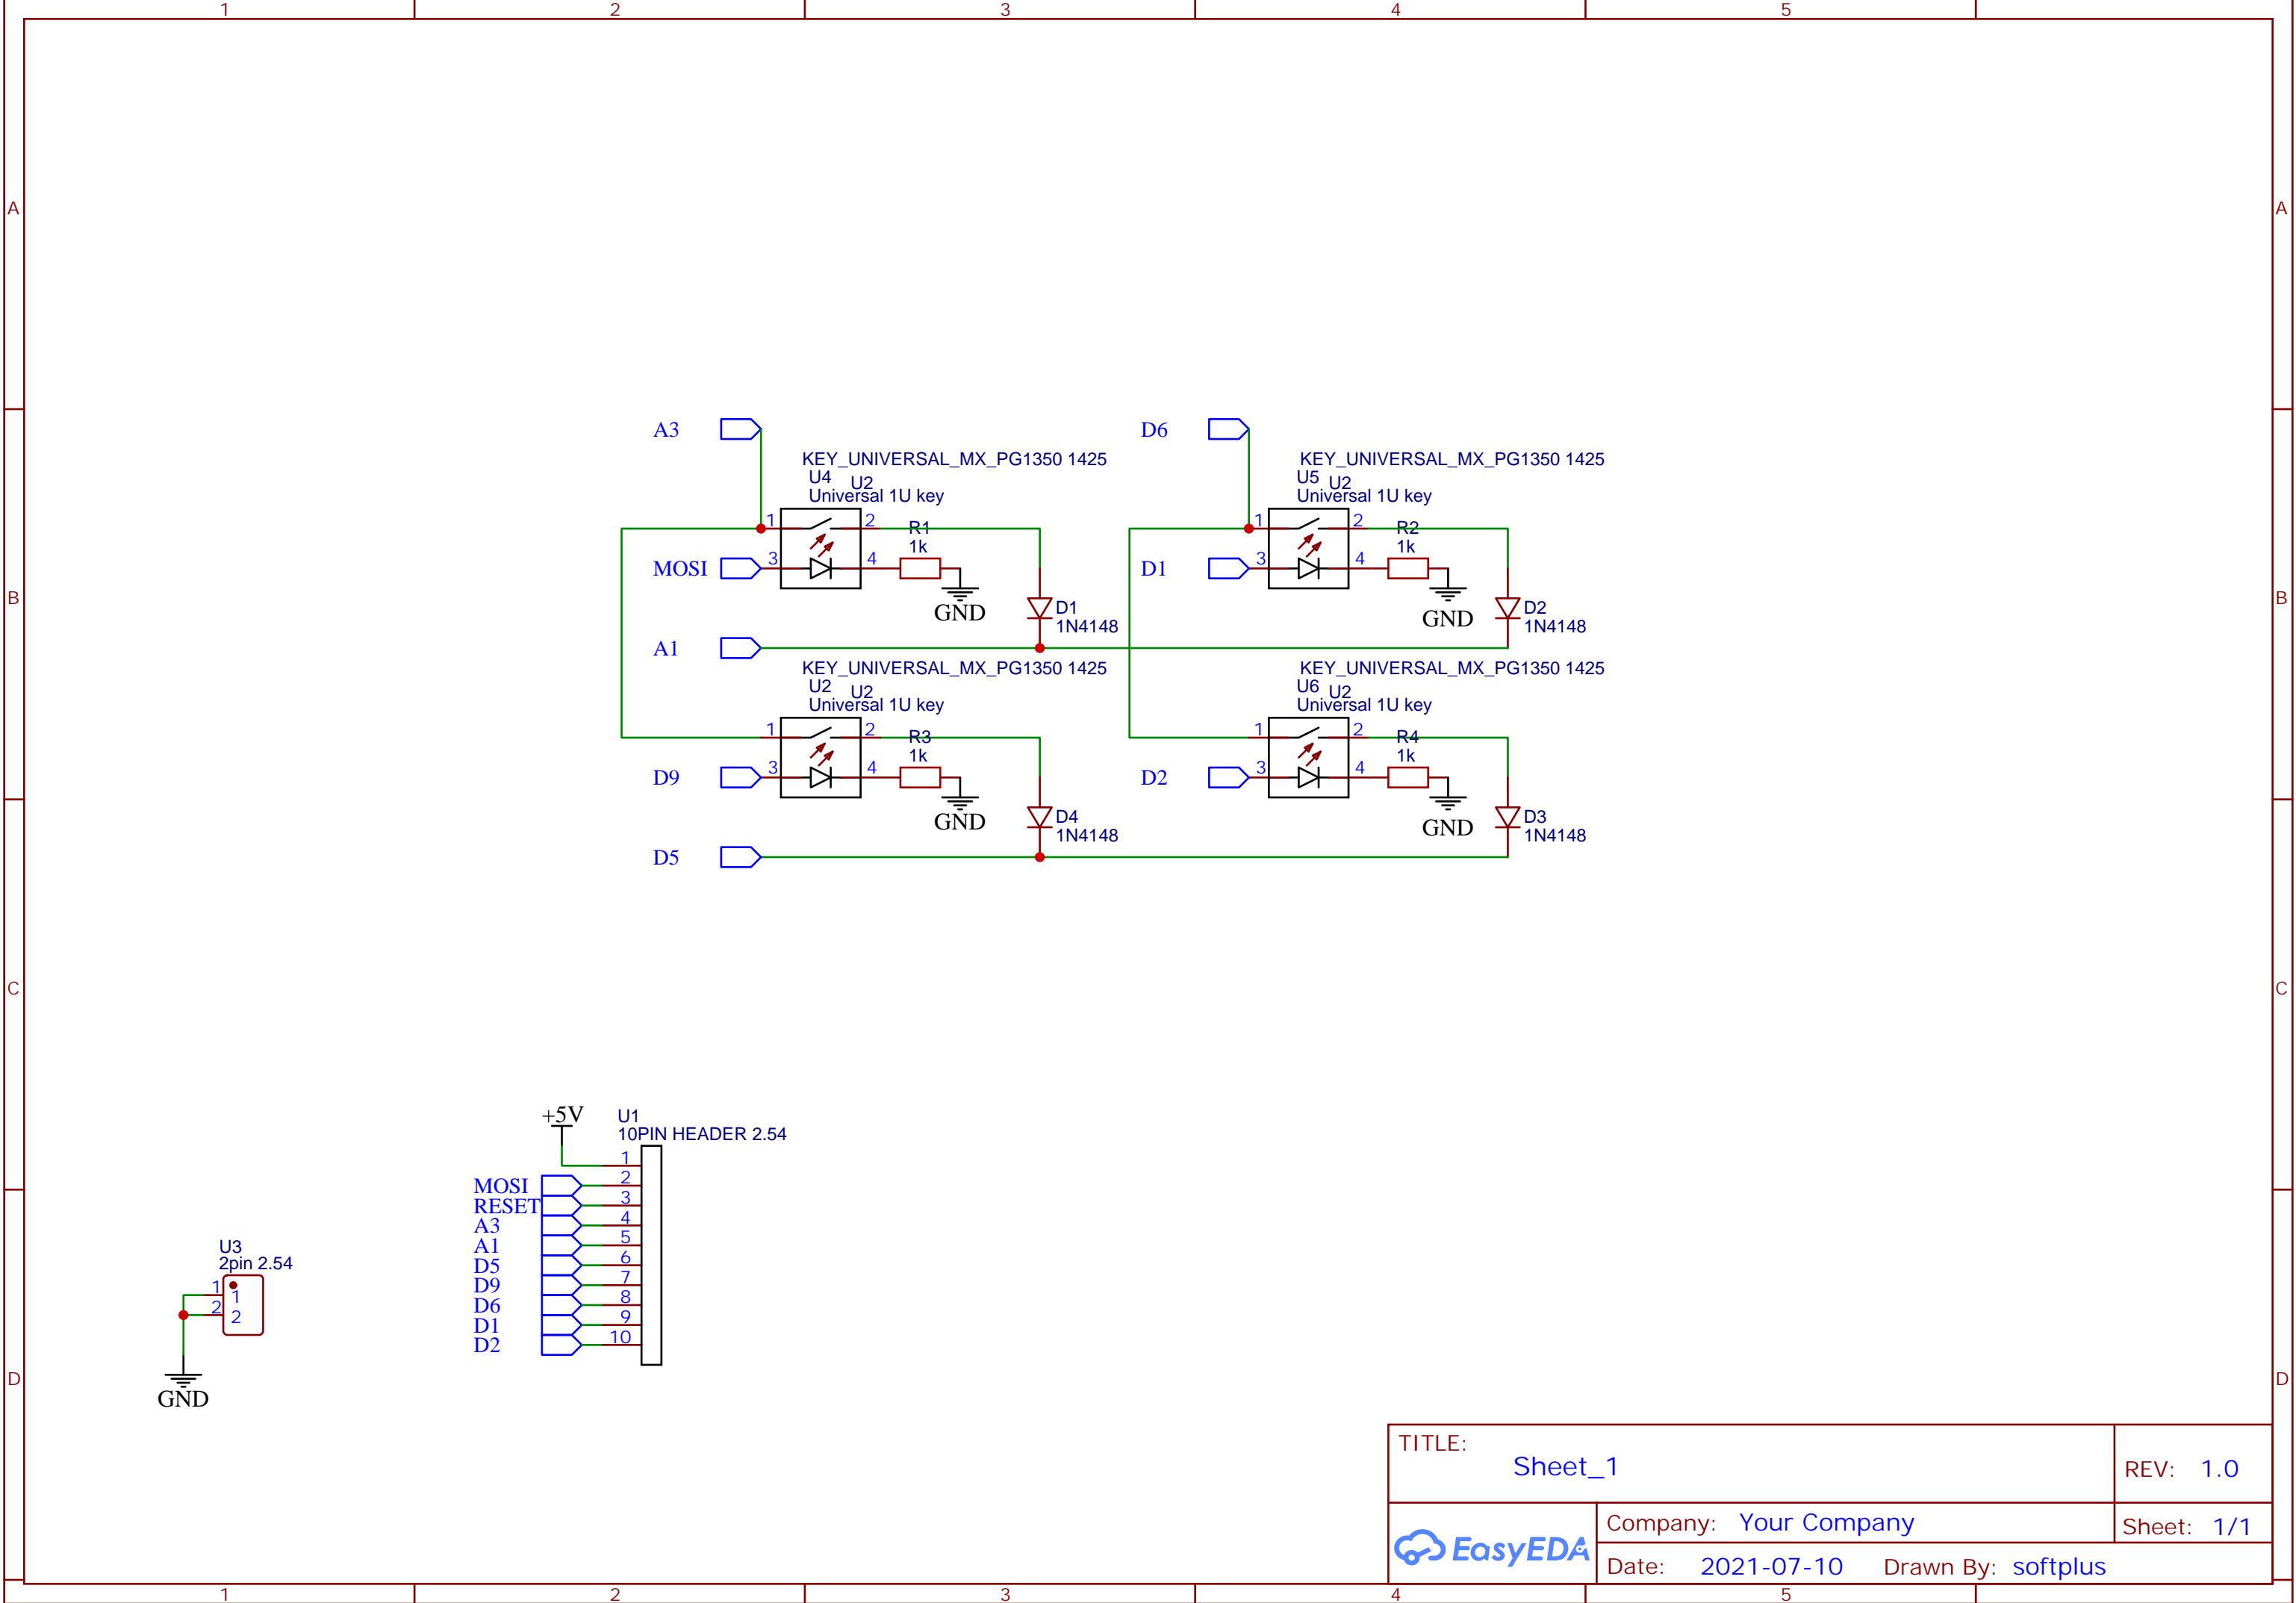 1 2 3 4 5
A A
B B
C C
D D
A3
KEY_UNIVERSAL_MX_PG1350 1425
U4 U2
Universal 1U key
1 2
R1
1k
MOSI
3 4
GND
D1
1N4148
D6
KEY_UNIVERSAL_MX_PG1350 1425
U5 U2
Universal 1U key
1 2
R2
1k
D1
3 4
GND
D2
1N4148
A1
KEY_UNIVERSAL_MX_PG1350 1425
U2 U2
Universal 1U key
1 2
R3
1k
D9
3 4
GND
D4
1N4148
KEY_UNIVERSAL_MX_PG1350 1425
U6 U2
Universal 1U key
1 2
R4
1k
D2
3 4
GND
D3
1N4148
D5
+5V
U1
10PIN HEADER 2.54
1
MOSI 2
RESET 3
A3 4
A1 5
D5 6
D9 7
D6 8
D1 9
D2 10
U3
2pin 2.54
1 1
2 2
GND
TITLE:
Sheet_1
REV: 1.0
EasyEDA
Company: Your Company
Sheet: 1/1
Date: 2021-07-10 Drawn By: softplus
1 2 3 4 5